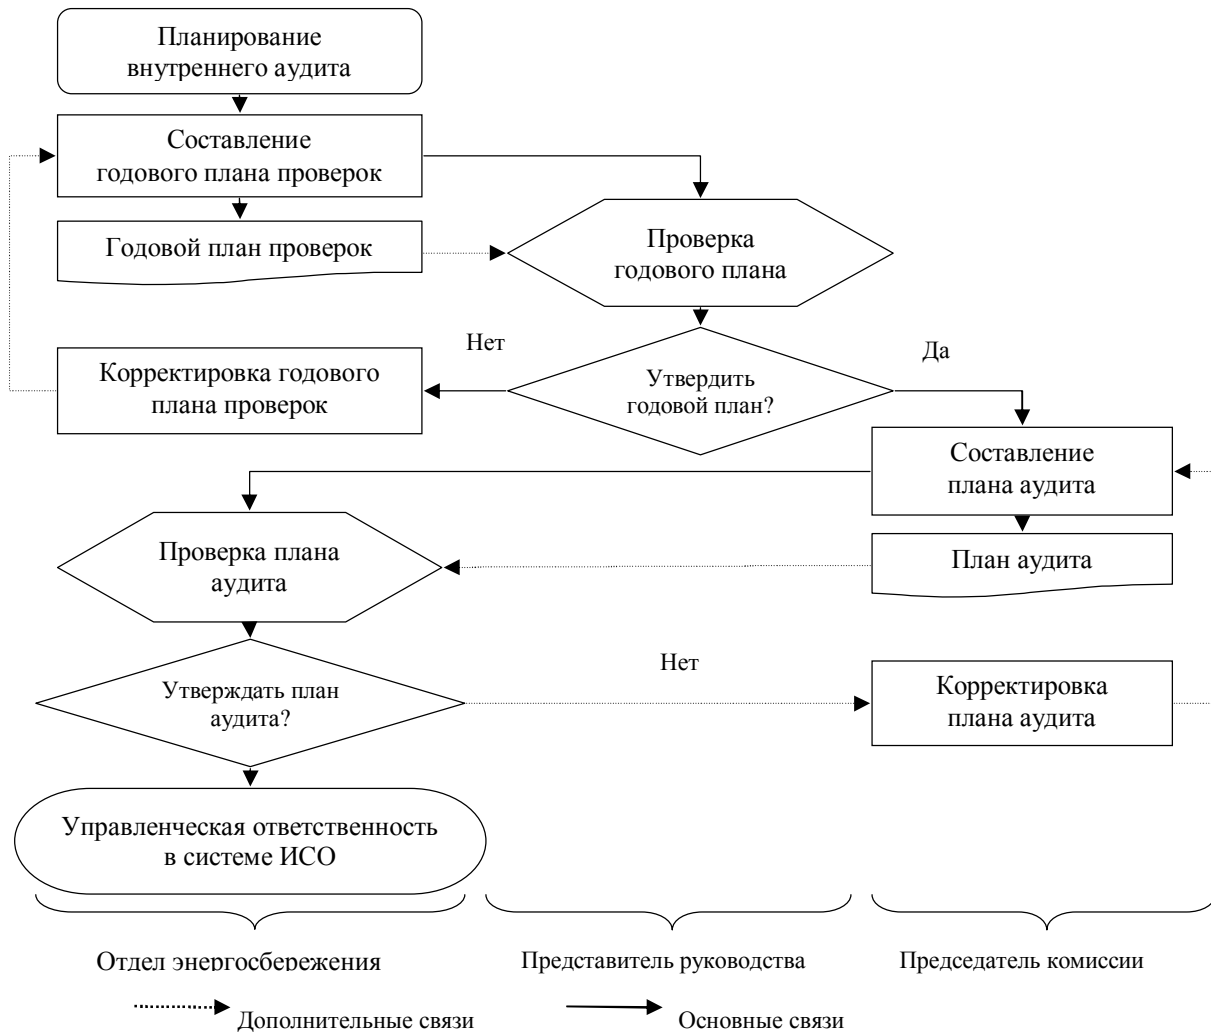 Планирование
внутреннего аудита
Составление
годового плана проверок
Годовой план проверок
Проверка
годового плана
Нет
Да
Корректировка годового
плана проверок
Утвердить
годовой план?
Составление
плана аудита
Проверка плана
аудита
План аудита
Утверждать план
аудита?
Нет
Корректировка
плана аудита
Управленческая ответственность
в системе ИСО
Отдел энергосбережения
Представитель руководства
Председатель комиссии
Дополнительные связи
Основные связи